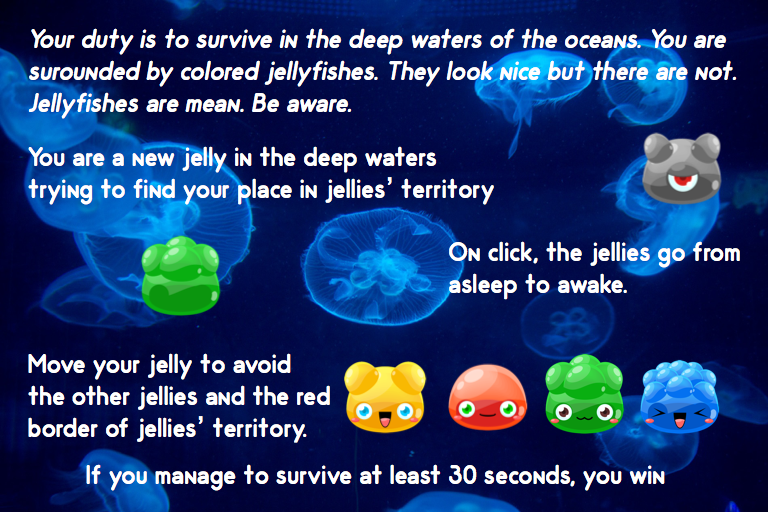 Your duty is to survive in the deep waters of the oceans. You are
surounded by colored jellyfishes. They look nice but there are not.
Jellyfishes are mean. Be aware.
You are a new jelly in the deep waters
trying to find your place in jellies' territory
On click, the jellies go from
asleep to awake.
Move your jelly to avoid
the other jellies and the red
border of jellies' territory.
If you manage to survive at least 30 seconds, you win